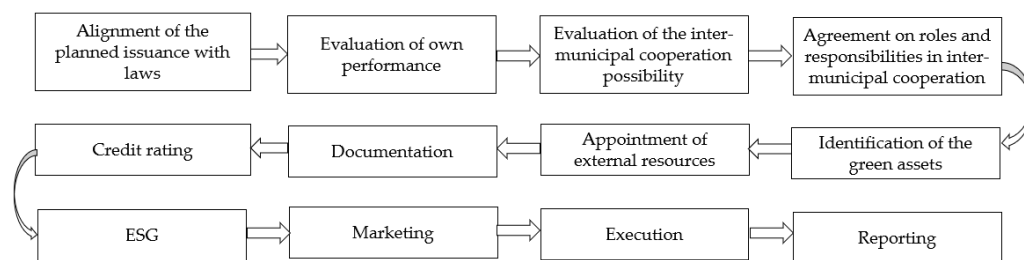 Alignment of the
planned issuance with
laws
Evaluation of own
performance
Evaluation of the inter-
municipal cooperation
possibility
Agreement on roles and
responsibilities in inter-
municipal cooperation
Identification of the
green assets
Appointment of
external resources
Documentation
Credit rating
ESG
Marketing
Execution
Reporting